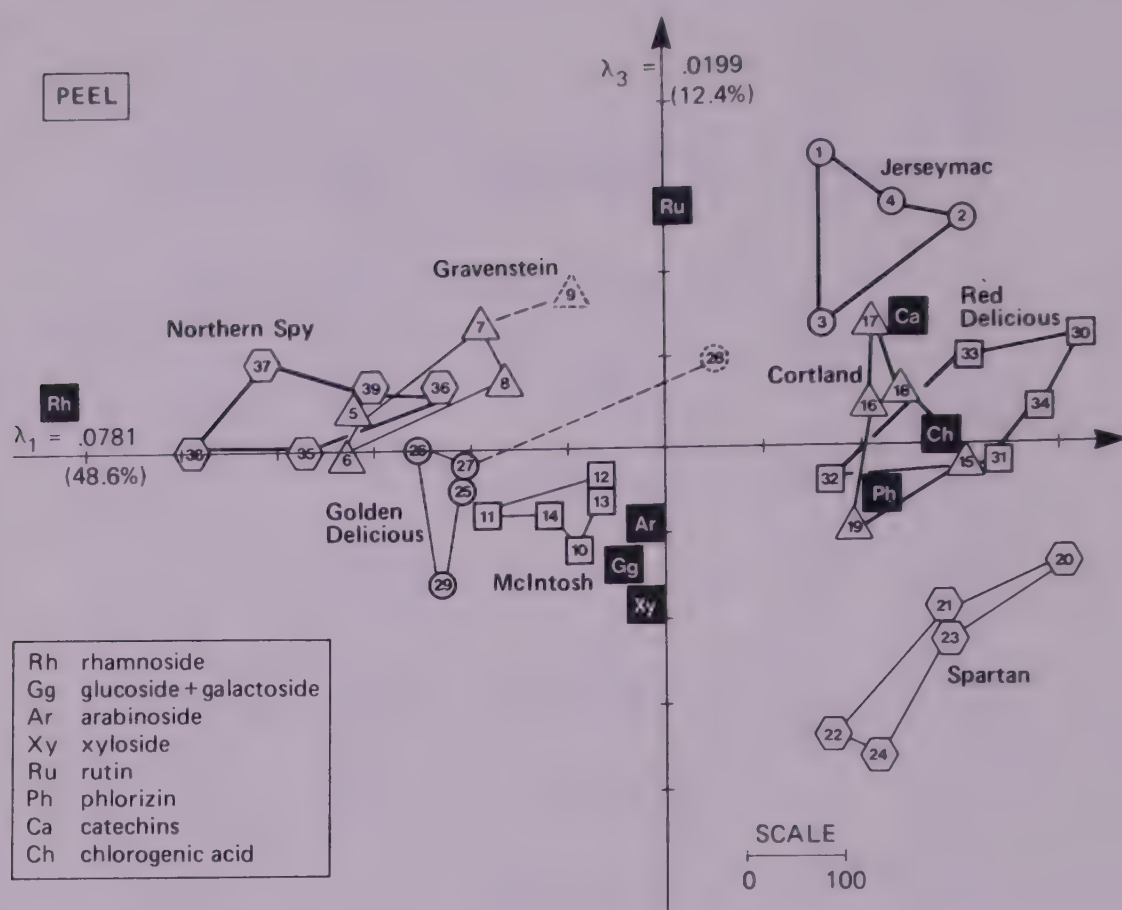 PEEL
λ3 = .0199
(12.4%)
1
Jerseymac
4
2
Ru
3
Gravenstein
9
7
8
Northern Spy
37
39
36
5
Rh
λ1 = .0781
(48.6%)
38
35
6
28
17
Ca
Red
Delicious
30
33
Cortland
18
16
34
Ch
15
31
32
Ph
19
26
27
25
Golden
Delicious
29
12
13
11
14
10
McIntosh
Ar
Gg
Xy
20
21
23
Spartan
22
24
Rh rhamnoside
Gg glucoside + galactoside
Ar arabinoside
Xy xyloside
Ru rutin
Ph phlorizin
Ca catechins
Ch chlorogenic acid
SCALE
0 100